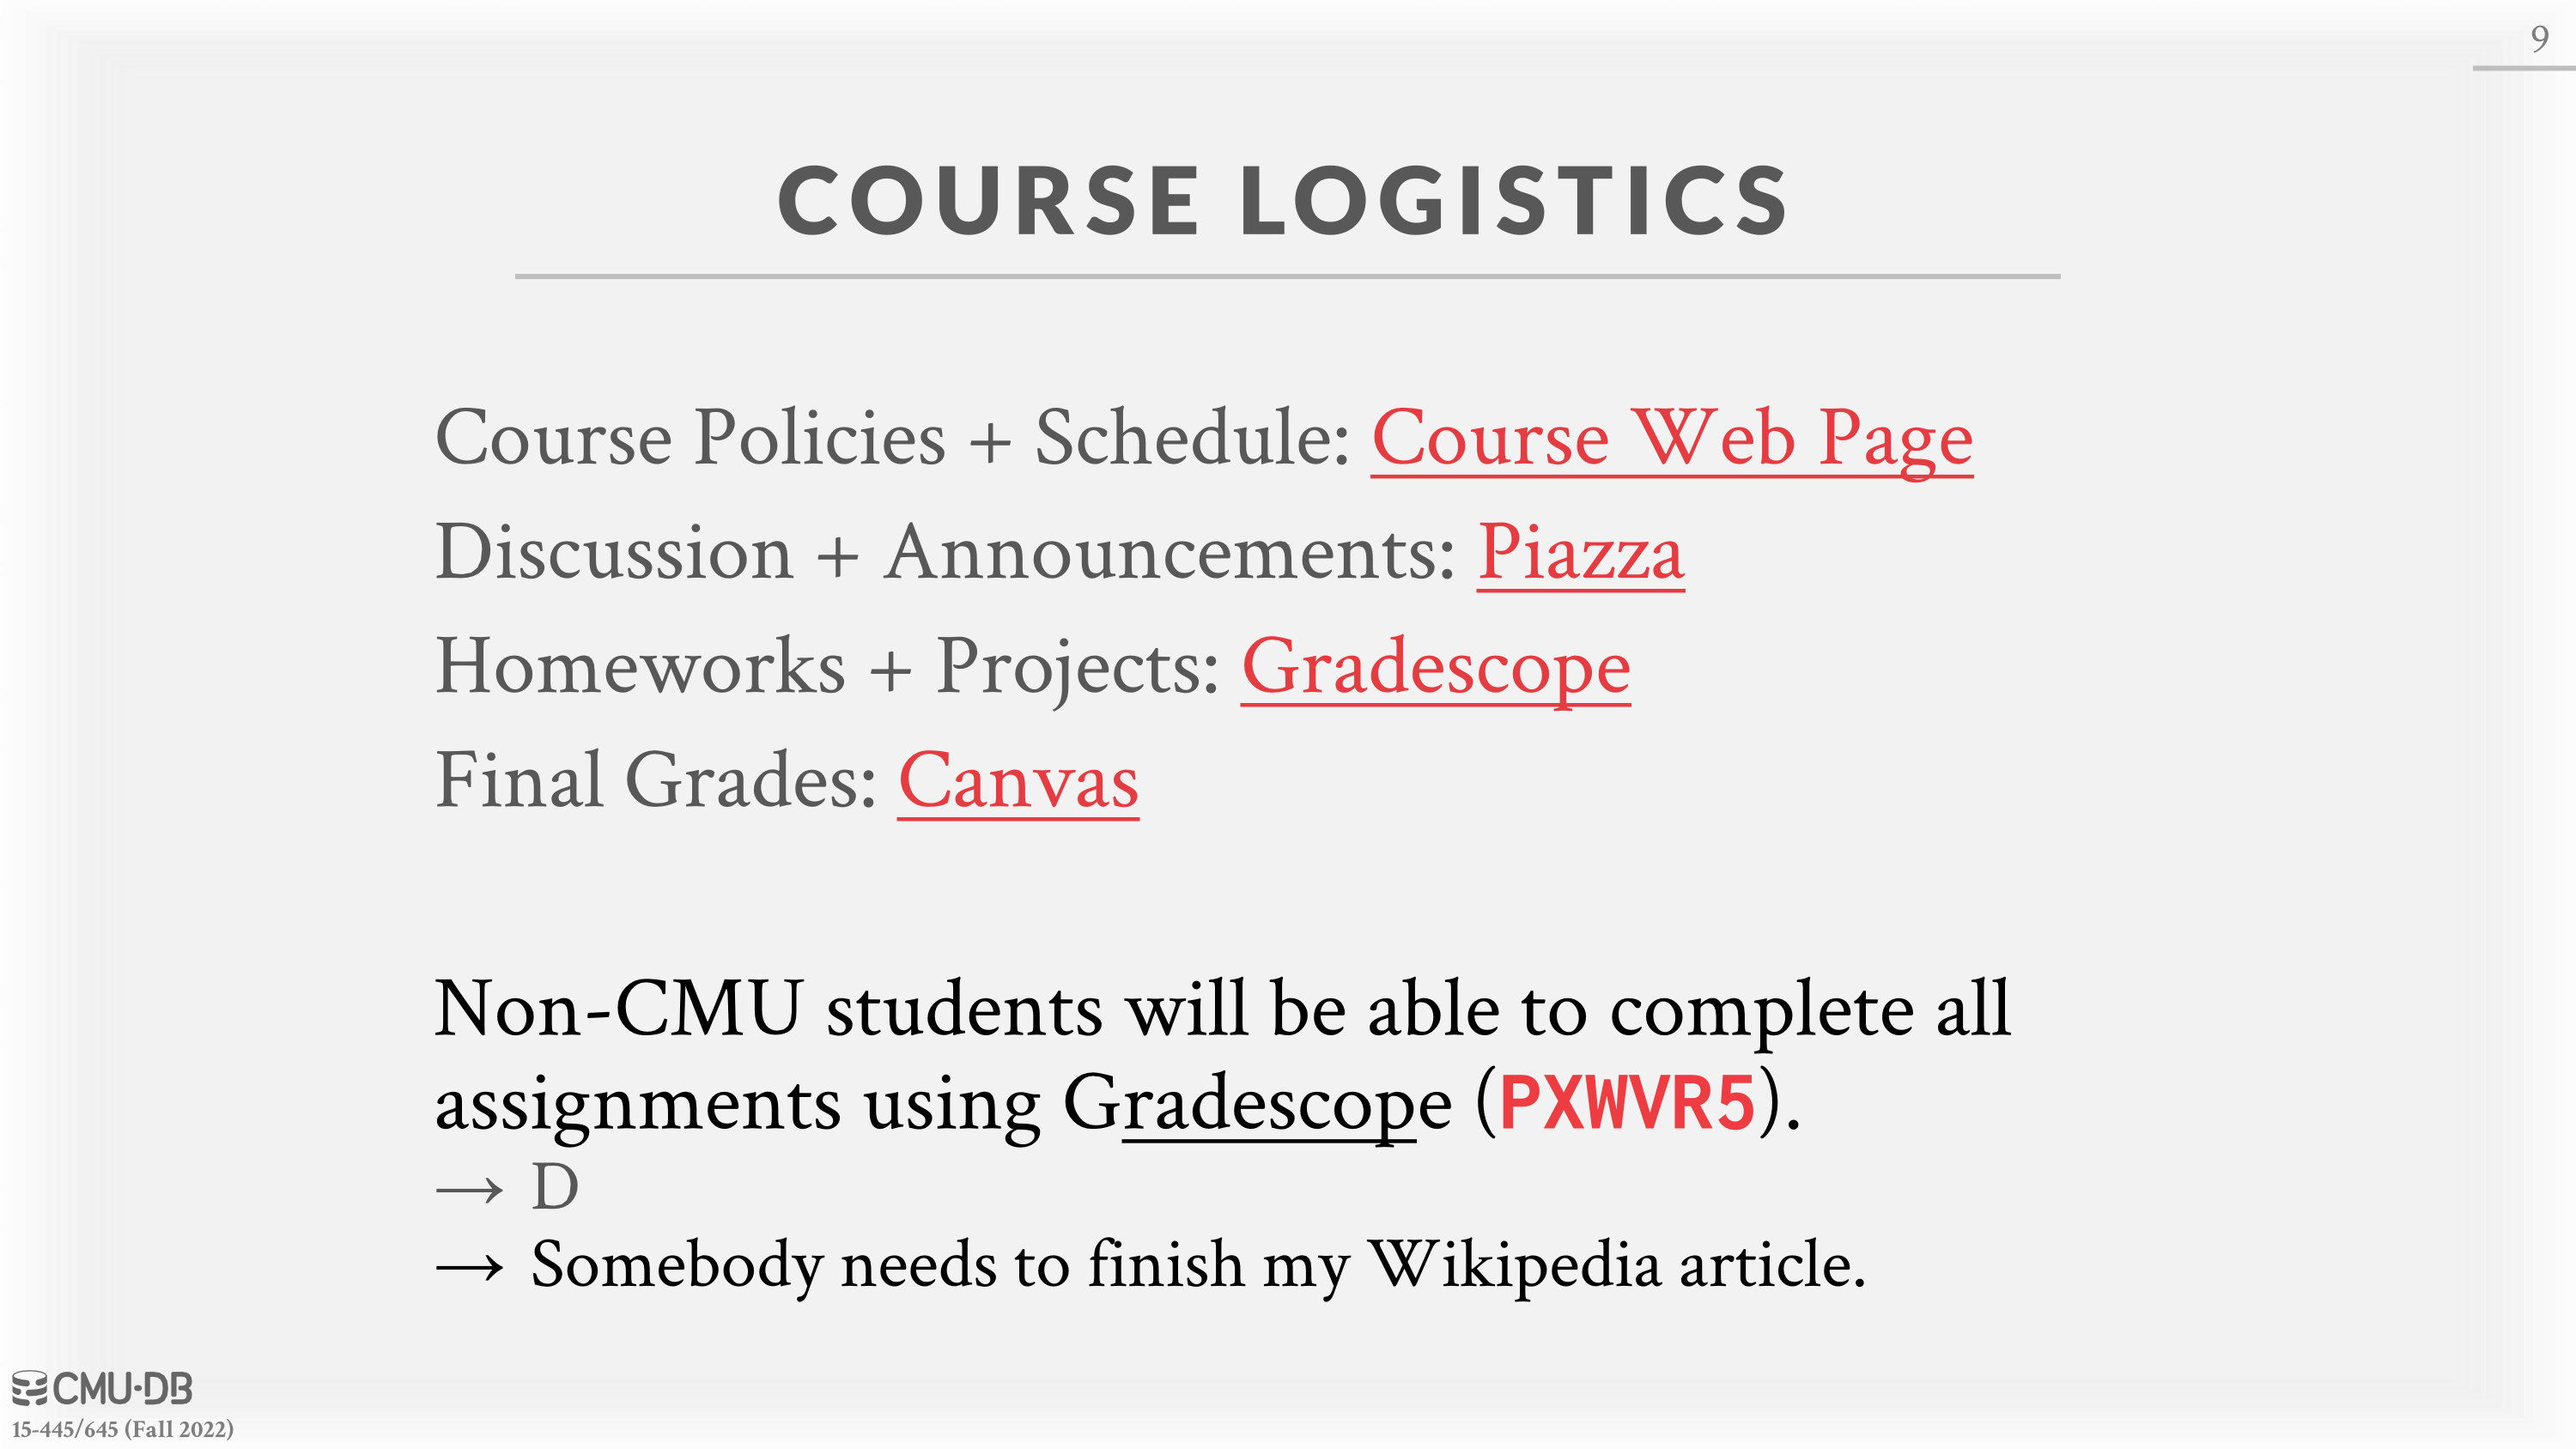 9
COURSE LOGISTICS
Course Policies + Schedule: Course Web Page
Discussion + Announcements: Piazza
Homeworks + Projects: Gradescope
Final Grades: Canvas
Non-CMU students will be able to complete all
assignments using Gradescope (PXWVR5).
→ D
→ Somebody needs to finish my Wikipedia article.
CMU·DB
15-445/645 (Fall 2022)